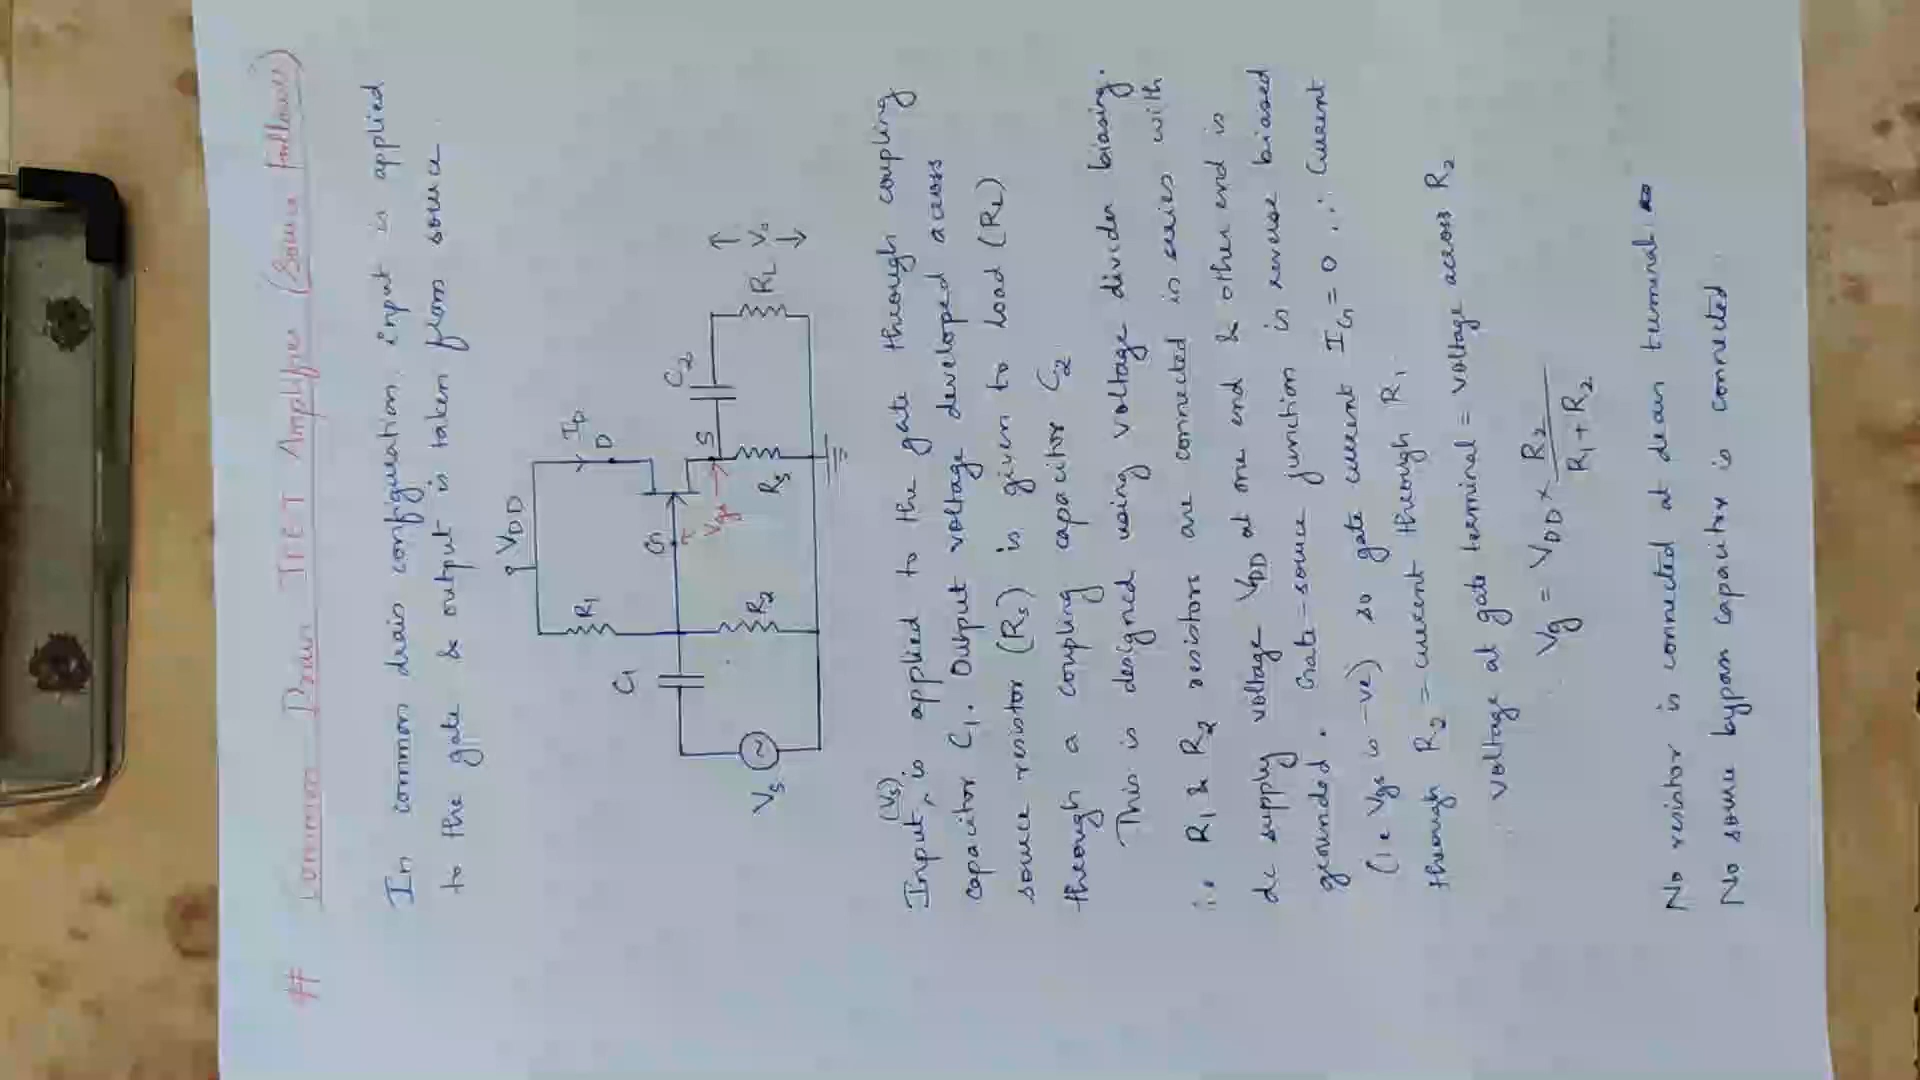 # Common Drain JFET Amplifier (Source follower)
In common drain configuration, input is applied
to the gate & output is taken from source.
VDD
ID
D
R1
C1
G
Vgs
S
C2
RL
Vo
R2
Rs
Vs
Input (Vs) is applied to the gate through coupling
capacitor C1. Output voltage developed across
source resistor (Rs) is given to load (RL)
through a coupling capacitor C2
This is designed using voltage divider biasing.
i.e R1 & R2 resistors are connected in series with
dc supply voltage VDD at one end & other end is
grounded. Gate-source junction is reverse biased
(ie Vgs is -ve) so gate current IG = 0 ∴ Current
through R2 = current through R1
voltage at gate terminal = voltage across R2
Vg = VDD × R2 / R1 + R2
No resistor is connected at drain terminal
No source bypass capacitor is connected